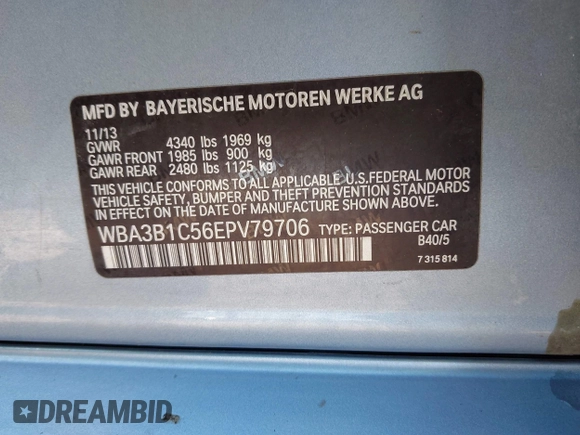 MFD BY BAYERISCHE MOTOREN WERKE AG
11/13
GVWR 4340 lbs 1969 kg
GAWR FRONT 1985 lbs 900 kg
GAWR REAR 2480 lbs 1125 kg
THIS VEHICLE CONFORMS TO ALL APPLICABLE U.S.FEDERAL MOTOR
VEHICLE SAFETY, BUMPER AND THEFT PREVENTION STANDARDS
IN EFFECT ON THE DATE OF MANUFACTURE SHOWN ABOVE.
WBA3B1C56EPV79706 TYPE: PASSENGER CAR
B40/5
7 315 814
DREAMBID